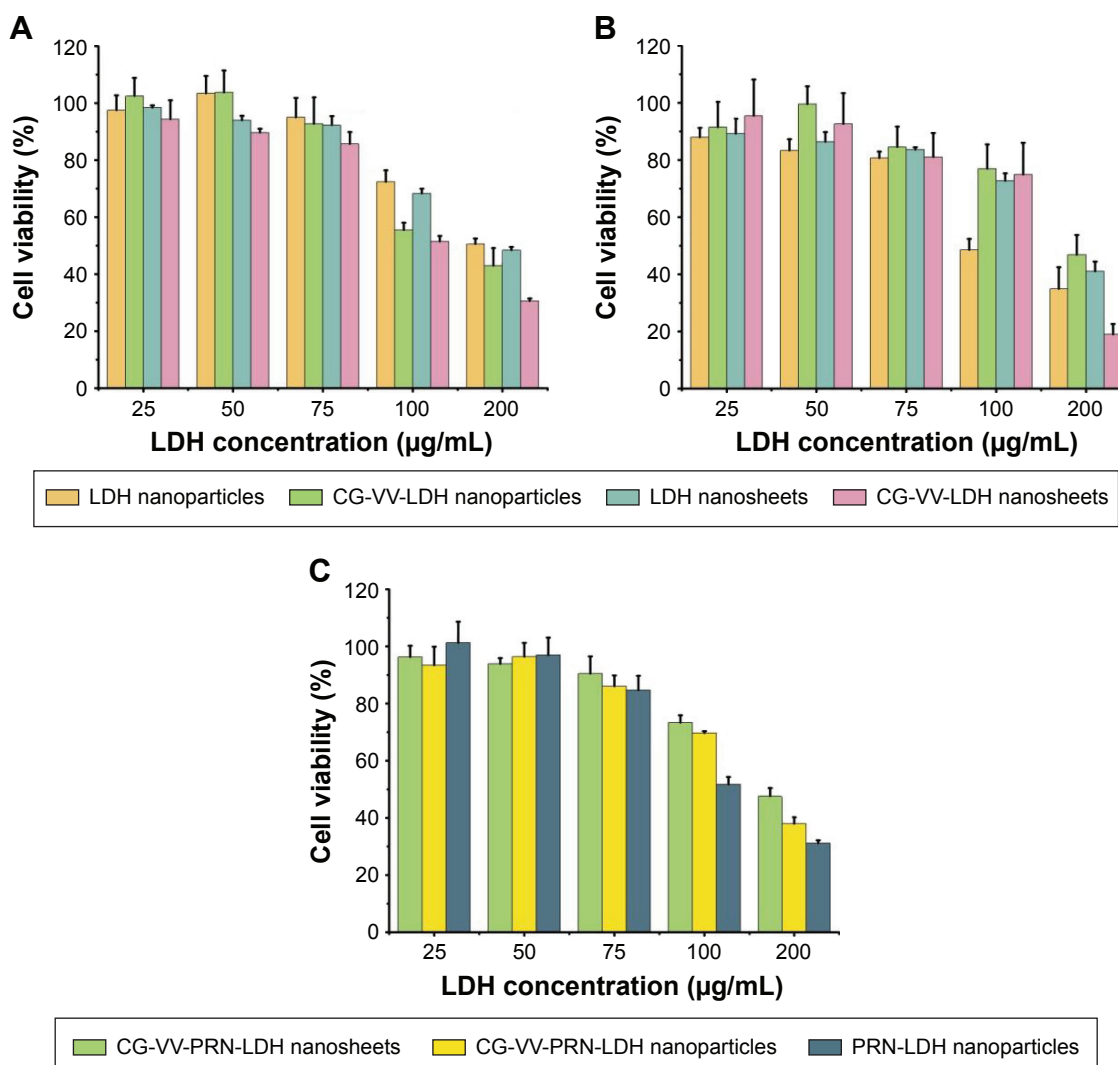 A
120
100
80
60
40
20
0
Cell viability (%)
25 50 75 100 200
LDH concentration (µg/mL)
B
120
100
80
60
40
20
0
Cell viability (%)
25 50 75 100 200
LDH concentration (µg/mL)
LDH nanoparticles CG-VV-LDH nanoparticles LDH nanosheets CG-VV-LDH nanosheets
C
120
100
80
60
40
20
0
Cell viability (%)
25 50 75 100 200
LDH concentration (µg/mL)
CG-VV-PRN-LDH nanosheets CG-VV-PRN-LDH nanoparticles PRN-LDH nanoparticles